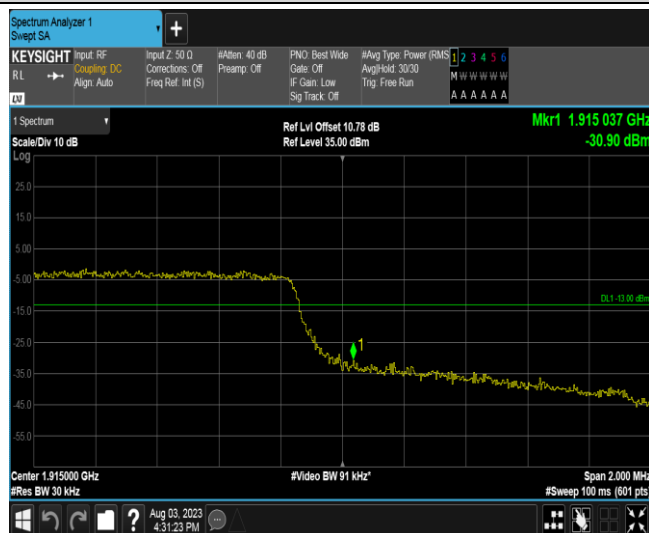 Spectrum Analyzer 1
Swept SA
+
KEYSIGHT Input: RF Input Z: 50 Ω #Atten: 40 dB PNO: Best Wide #Avg Type: Power (RMS 1 2 3 4 5 6
RL Coupling: DC Corrections: Off Preamp: Off Gate: Off Avg|Hold: 30/30 M W W W W W
Align: Auto Freq Ref: Int (S) IF Gain: Low Trig: Free Run
Sig Track: Off A A A A A A
LXI
1 Spectrum Ref Lvl Offset 10.78 dB Mkr1 1.915 037 GHz
Scale/Div 10 dB Ref Level 35.00 dBm -30.90 dBm
Log
25.0
15.0
5.00
-5.00
DL1 -13.00 dBm
-15.0
-25.0
1
-35.0
-45.0
-55.0
Center 1.915000 GHz #Video BW 91 kHz* Span 2.000 MHz
#Res BW 30 kHz #Sweep 100 ms (601 pts)
? Aug 03, 2023
4:31:23 PM